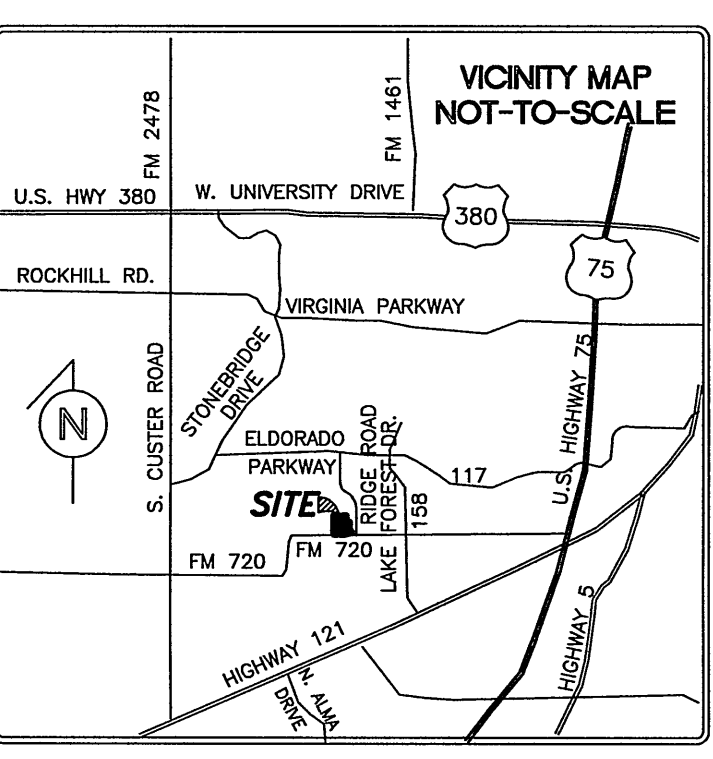 VICINITY MAP
NOT-TO-SCALE
FM 2478
FM 1461
U.S. HWY 380
W. UNIVERSITY DRIVE
380
75
ROCKHILL RD.
VIRGINIA PARKWAY
STONEBRIDGE
DRIVE
S. CUSTER ROAD
N
U.S. HIGHWAY 75
ELDORADO
PARKWAY
RIDGE ROAD
LAKE FOREST DR.
117
158
SITE
FM 720
FM 720
HIGHWAY 121
HIGHWAY 5
N. ALMA
DRIVE